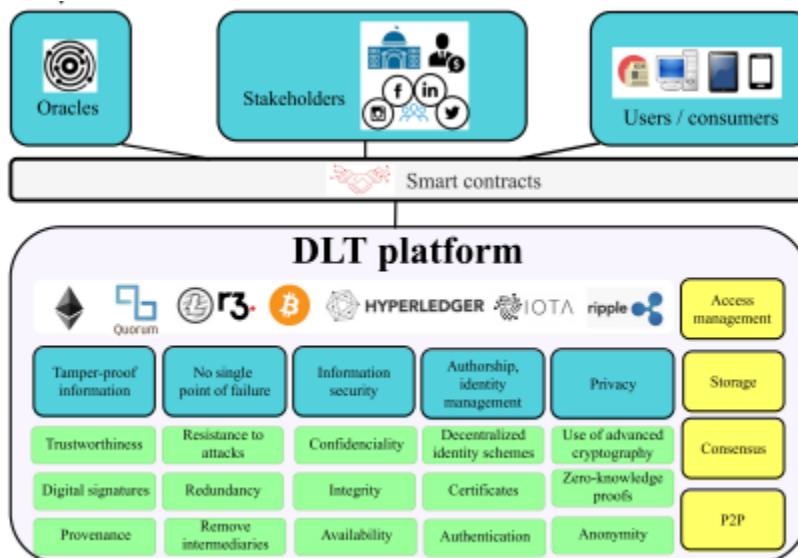 Oracles
Stakeholders
Users / consumers
Smart contracts
DLT platform
Quorum
r3.
HYPERLEDGER
IOTA
ripple
Access
management
Tamper-proof
information
No single
point of failure
Information
security
Authorship,
identity
management
Privacy
Storage
Trustworthiness
Resistance to
attacks
Confidenciality
Decentralized
identity schemes
Use of advanced
cryptography
Consensus
Digital signatures
Redundancy
Integrity
Certificates
Zero-knowledge
proofs
Provenance
Remove
intermediaries
Availability
Authentication
Anonymity
P2P